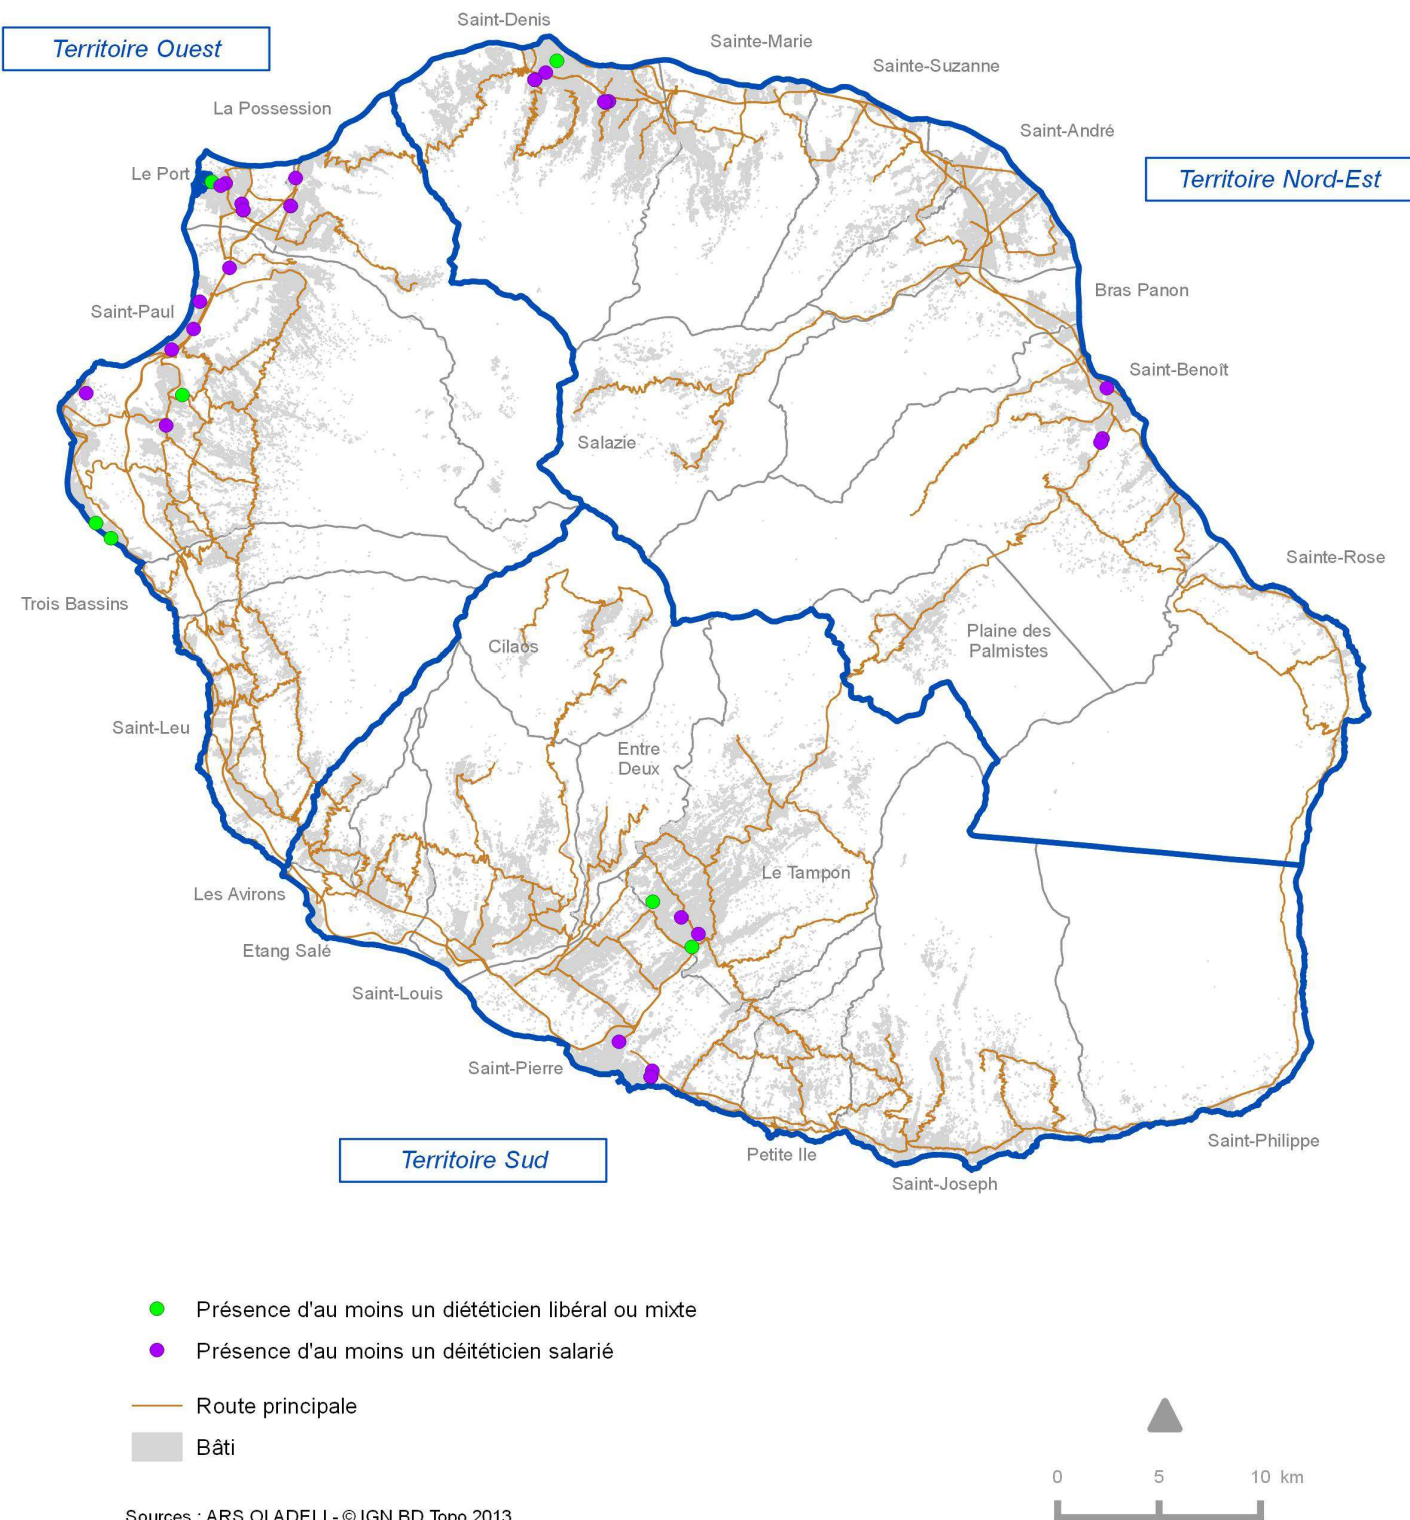 Saint-Denis
Territoire Ouest
Sainte-Marie
Sainte-Suzanne
La Possession
Saint-André
Le Port
Territoire Nord-Est
Bras Panon
Saint-Paul
Saint-Benoît
Salazie
Sainte-Rose
Trois Bassins
Plaine des
Palmistes
Cilaos
Saint-Leu
Entre
Deux
Le Tampon
Les Avirons
Etang Salé
Saint-Louis
Saint-Pierre
Saint-Philippe
Petite Ile
Territoire Sud
Saint-Joseph
Présence d'au moins un diététicien libéral ou mixte
Présence d'au moins un déitéticien salarié
Route principale
Bâti
0 5 10 km
Sources : ARS OI ADELI - © IGN BD Topo 2013